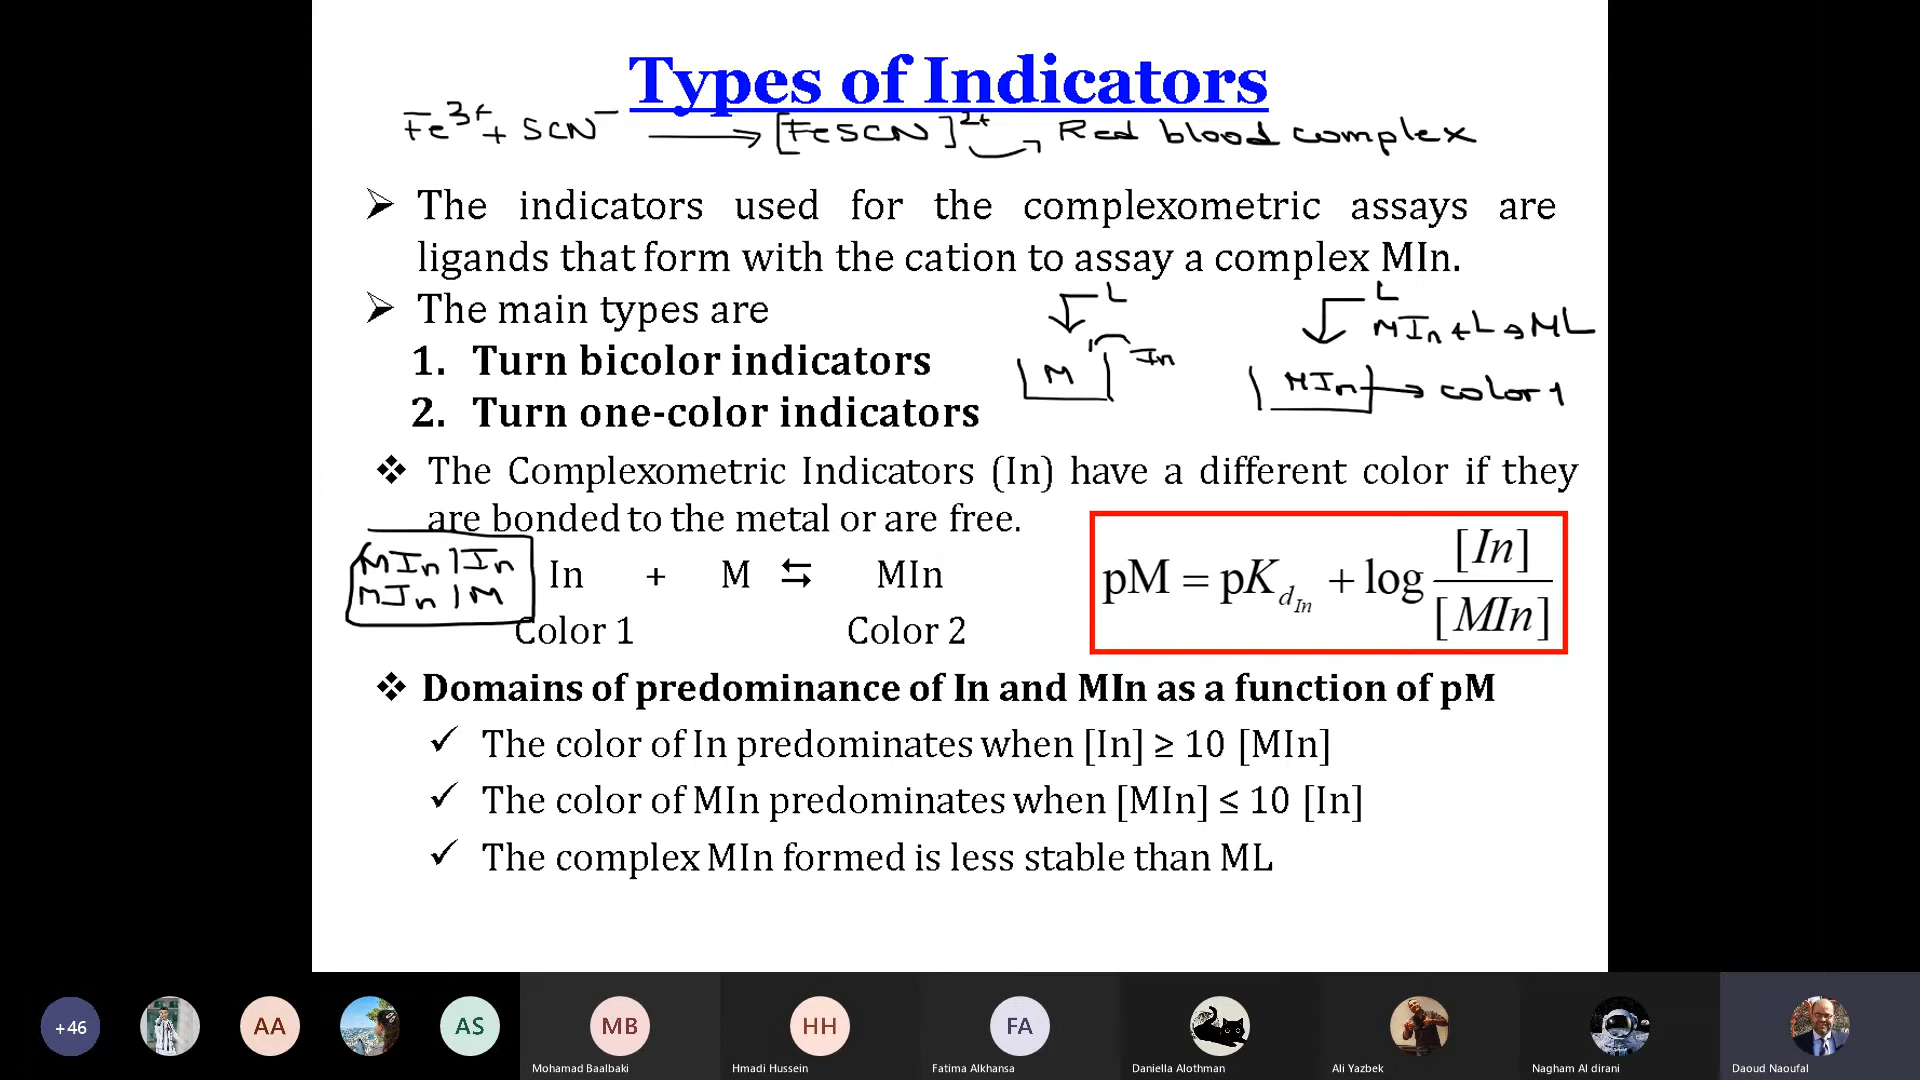 Types of Indicators
Fe³⁺ + SCN⁻ → [FeSCN]²⁺ → Red blood complex
➢ The indicators used for the complexometric assays are
ligands that form with the cation to assay a complex MIn.
➢ The main types are
1. Turn bicolor indicators
2. Turn one-color indicators
L
M
In
L
MIn + L → ML
MIn → color 1
❖ The Complexometric Indicators (In) have a different color if they
are bonded to the metal or are free.
MIn | In
MIn | M
In + M ⇆ MIn
Color 1 Color 2
pM = pK_{d_{In}} + log [In] / [MIn]
❖ Domains of predominance of In and MIn as a function of pM
✓ The color of In predominates when [In] ≥ 10 [MIn]
✓ The color of MIn predominates when [MIn] ≤ 10 [In]
✓ The complex MIn formed is less stable than ML
+46 AA AS MB HH FA
Mohamad Baalbaki Hmadi Hussein Fatima Alkhansa Daniella Alothman Ali Yazbek Nagham Al dirani Daoud Naoufal